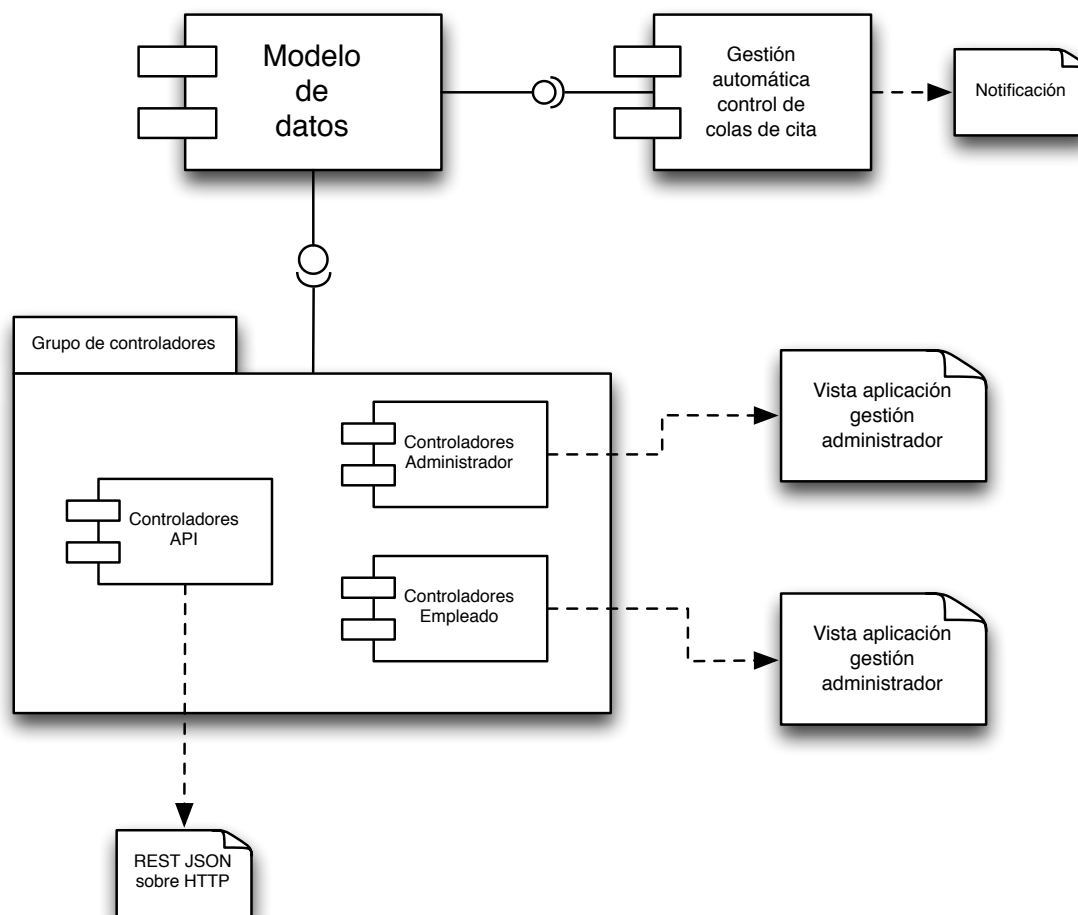 Modelo
de
datos
Gestión
automática
control de
colas de cita
Notificación
Grupo de controladores
Controladores
Administrador
Vista aplicación
gestión
administrador
Controladores
API
Controladores
Empleado
Vista aplicación
gestión
administrador
REST JSON
sobre HTTP